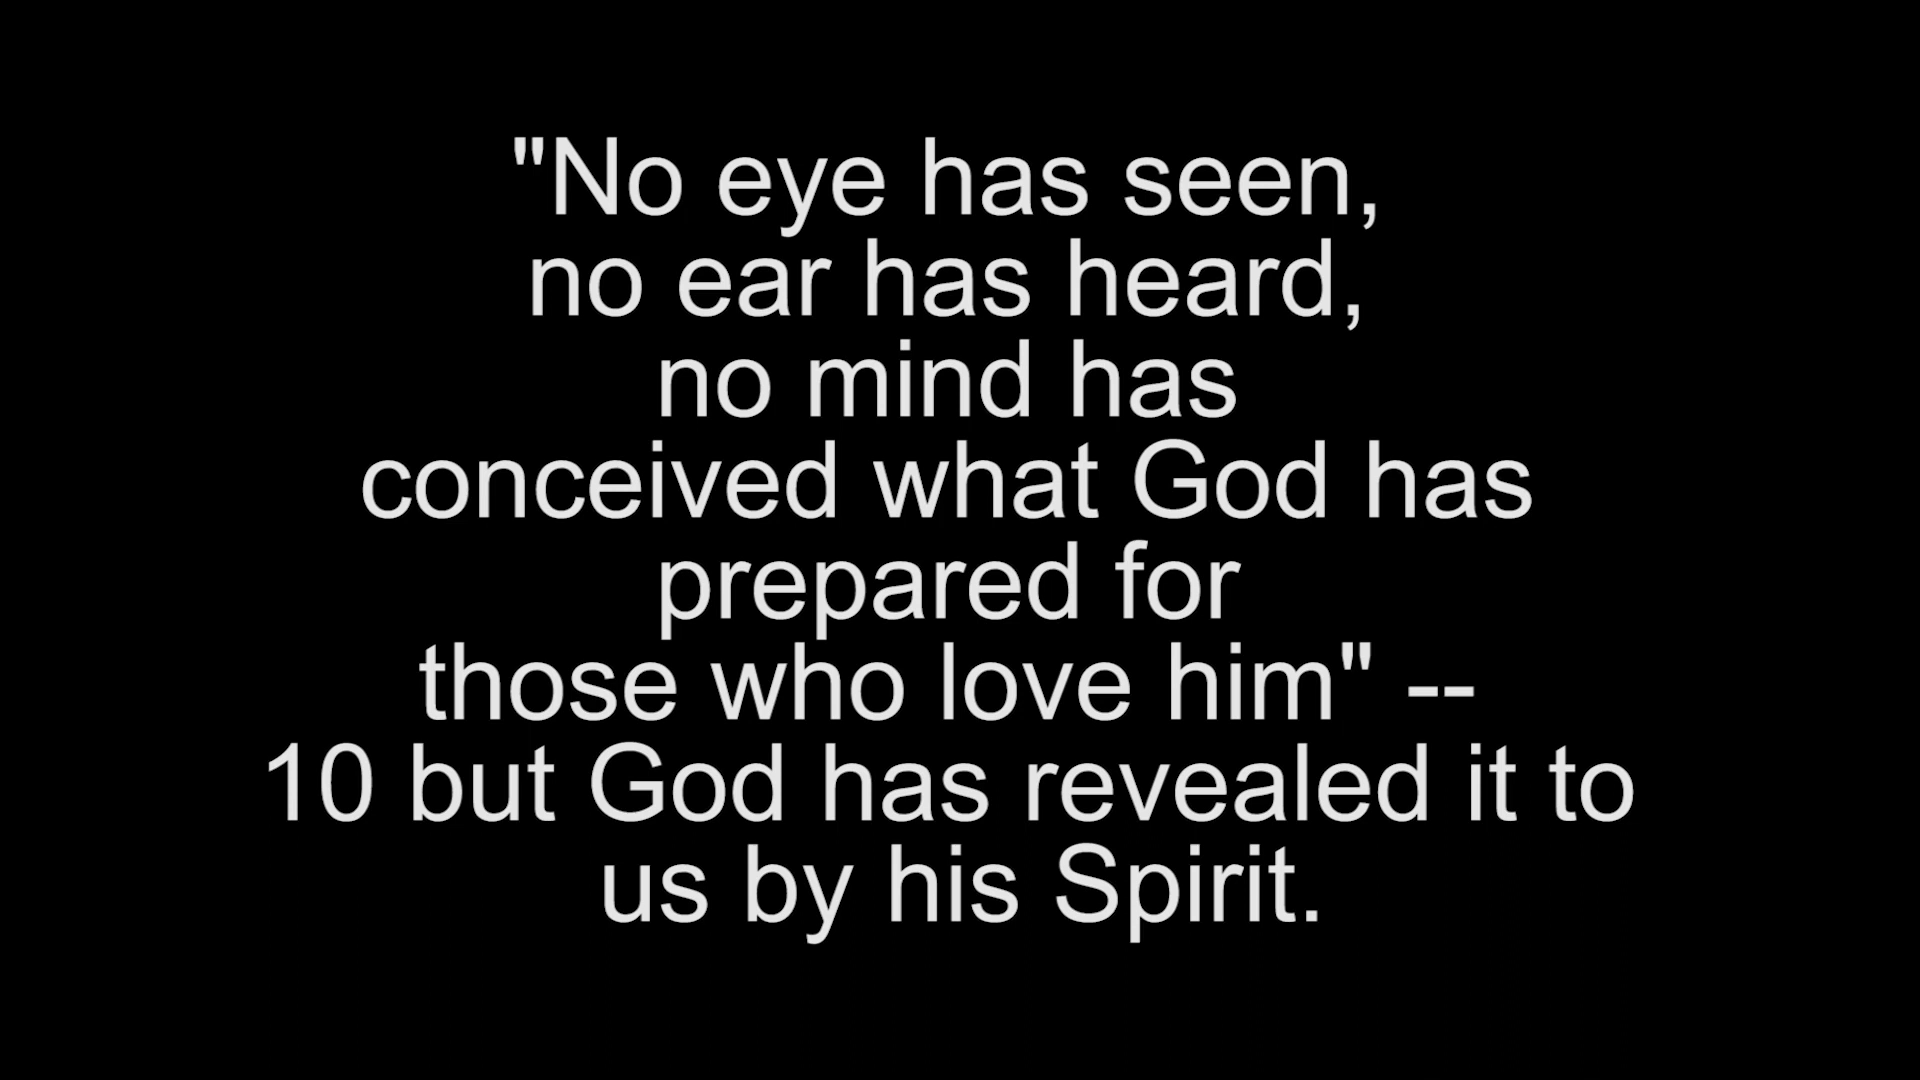 "No eye has seen,
no ear has heard,
no mind has
conceived what God has
prepared for
those who love him" --
10 but God has revealed it to
us by his Spirit.